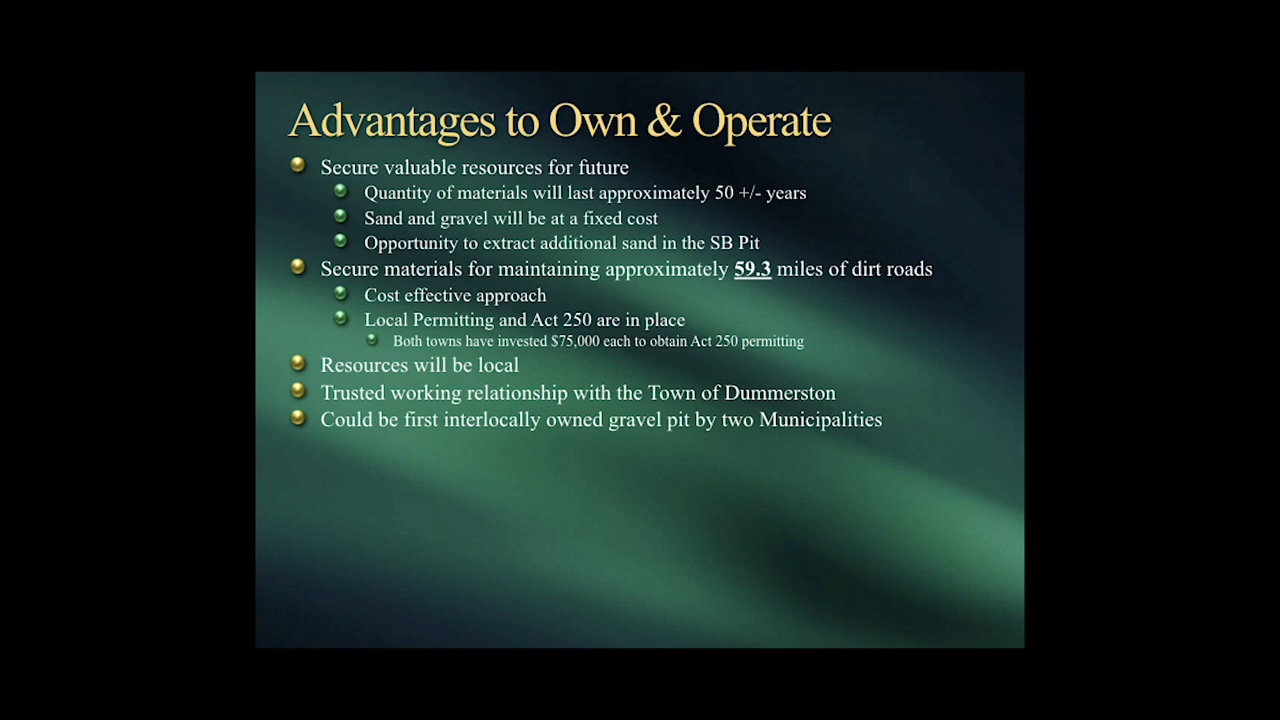 Advantages to Own & Operate
Secure valuable resources for future
Quantity of materials will last approximately 50 +/- years
Sand and gravel will be at a fixed cost
Opportunity to extract additional sand in the SB Pit
Secure materials for maintaining approximately 59.3 miles of dirt roads
Cost effective approach
Local Permitting and Act 250 are in place
Both towns have invested $75,000 each to obtain Act 250 permitting
Resources will be local
Trusted working relationship with the Town of Dummerston
Could be first interlocally owned gravel pit by two Municipalities